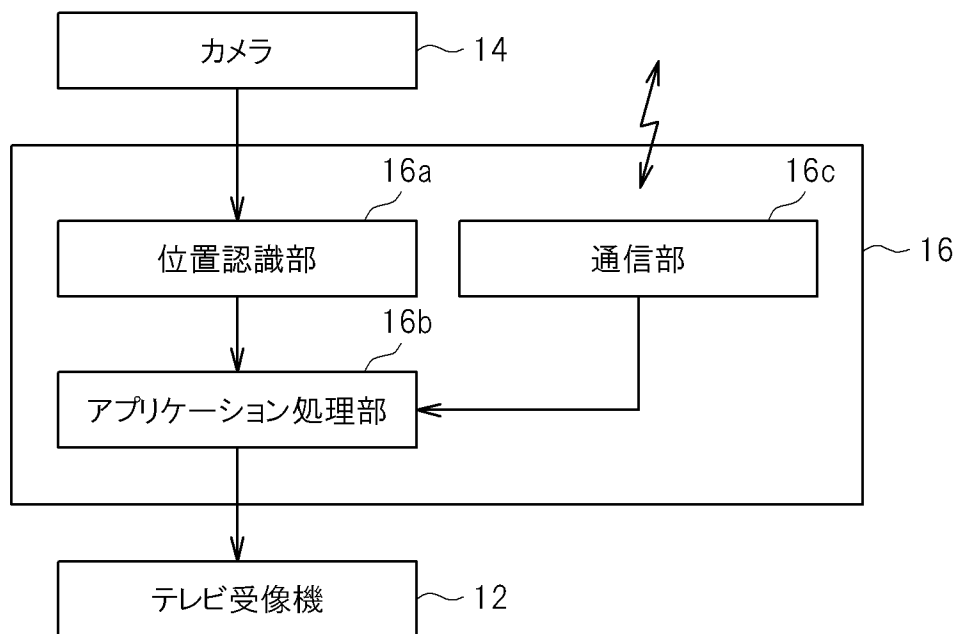 カメラ
14
16a
16c
位置認識部
通信部
16
16b
アプリケーション処理部
テレビ受像機
12